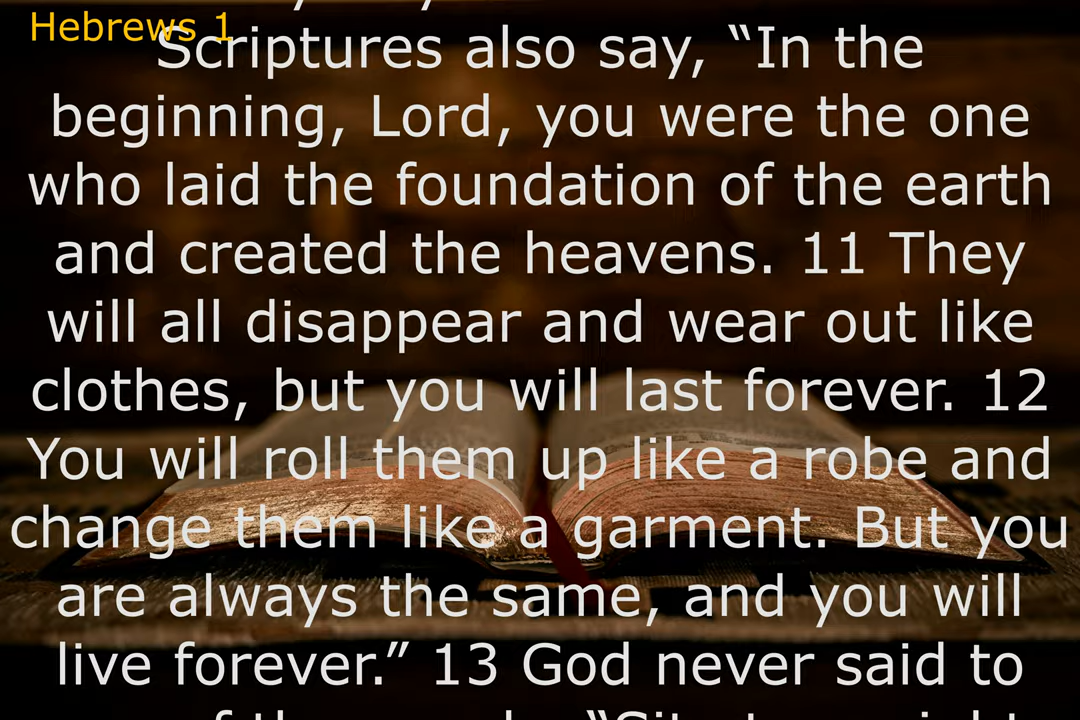 Hebrews 1
Scriptures also say, “In the
beginning, Lord, you were the one
who laid the foundation of the earth
and created the heavens. 11 They
will all disappear and wear out like
clothes, but you will last forever. 12
You will roll them up like a robe and
change them like a garment. But you
are always the same, and you will
live forever.” 13 God never said to